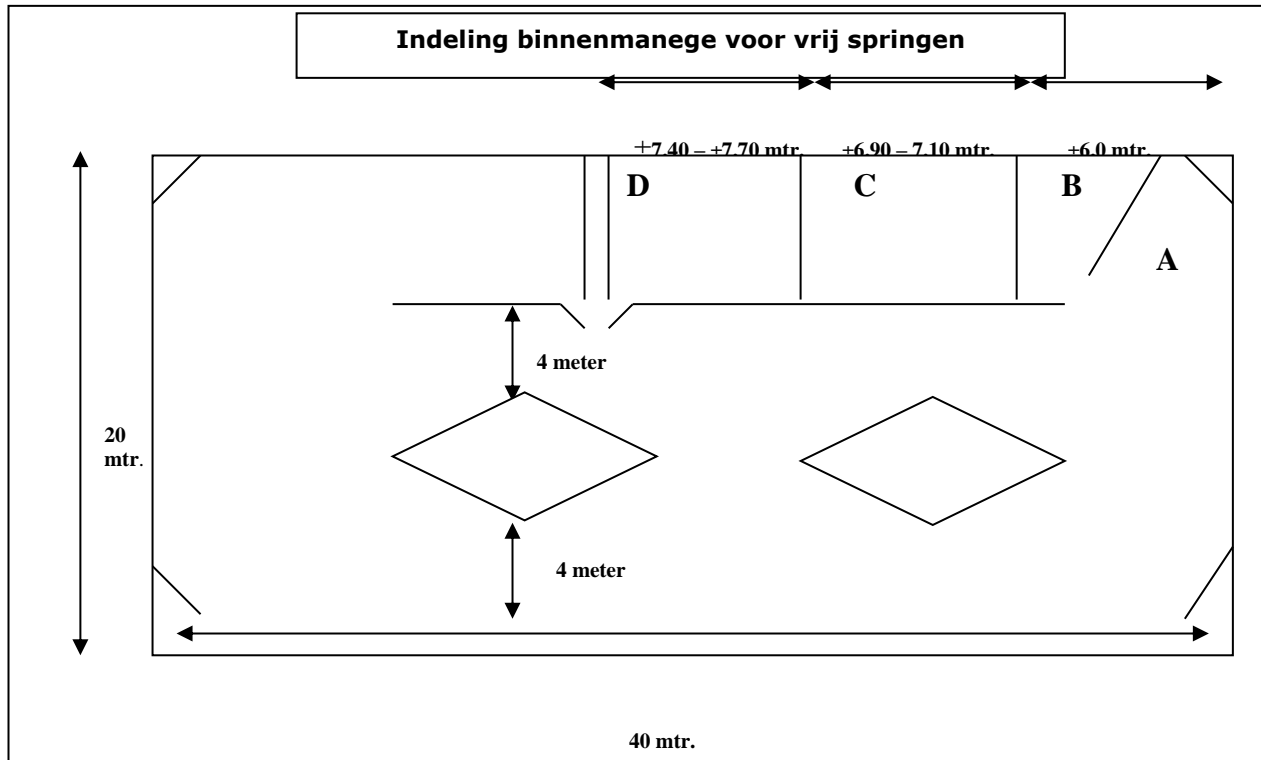 Indeling binnenmanege voor vrij springen
+7.40 – +7.70 mtr. +6.90 – 7.10 mtr. +6.0 mtr.
D C B
A
4 meter
20
mtr.
4 meter
40 mtr.